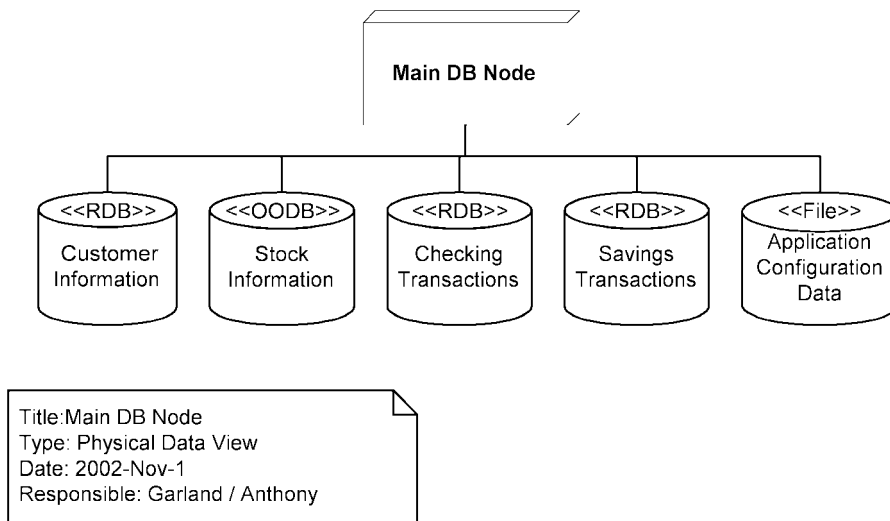 Main DB Node
<<RDB>>
Customer
Information
<<OODB>>
Stock
Information
<<RDB>>
Checking
Transactions
<<RDB>>
Savings
Transactions
<<File>>
Application
Configuration
Data
Title:Main DB Node
Type: Physical Data View
Date: 2002-Nov-1
Responsible: Garland / Anthony